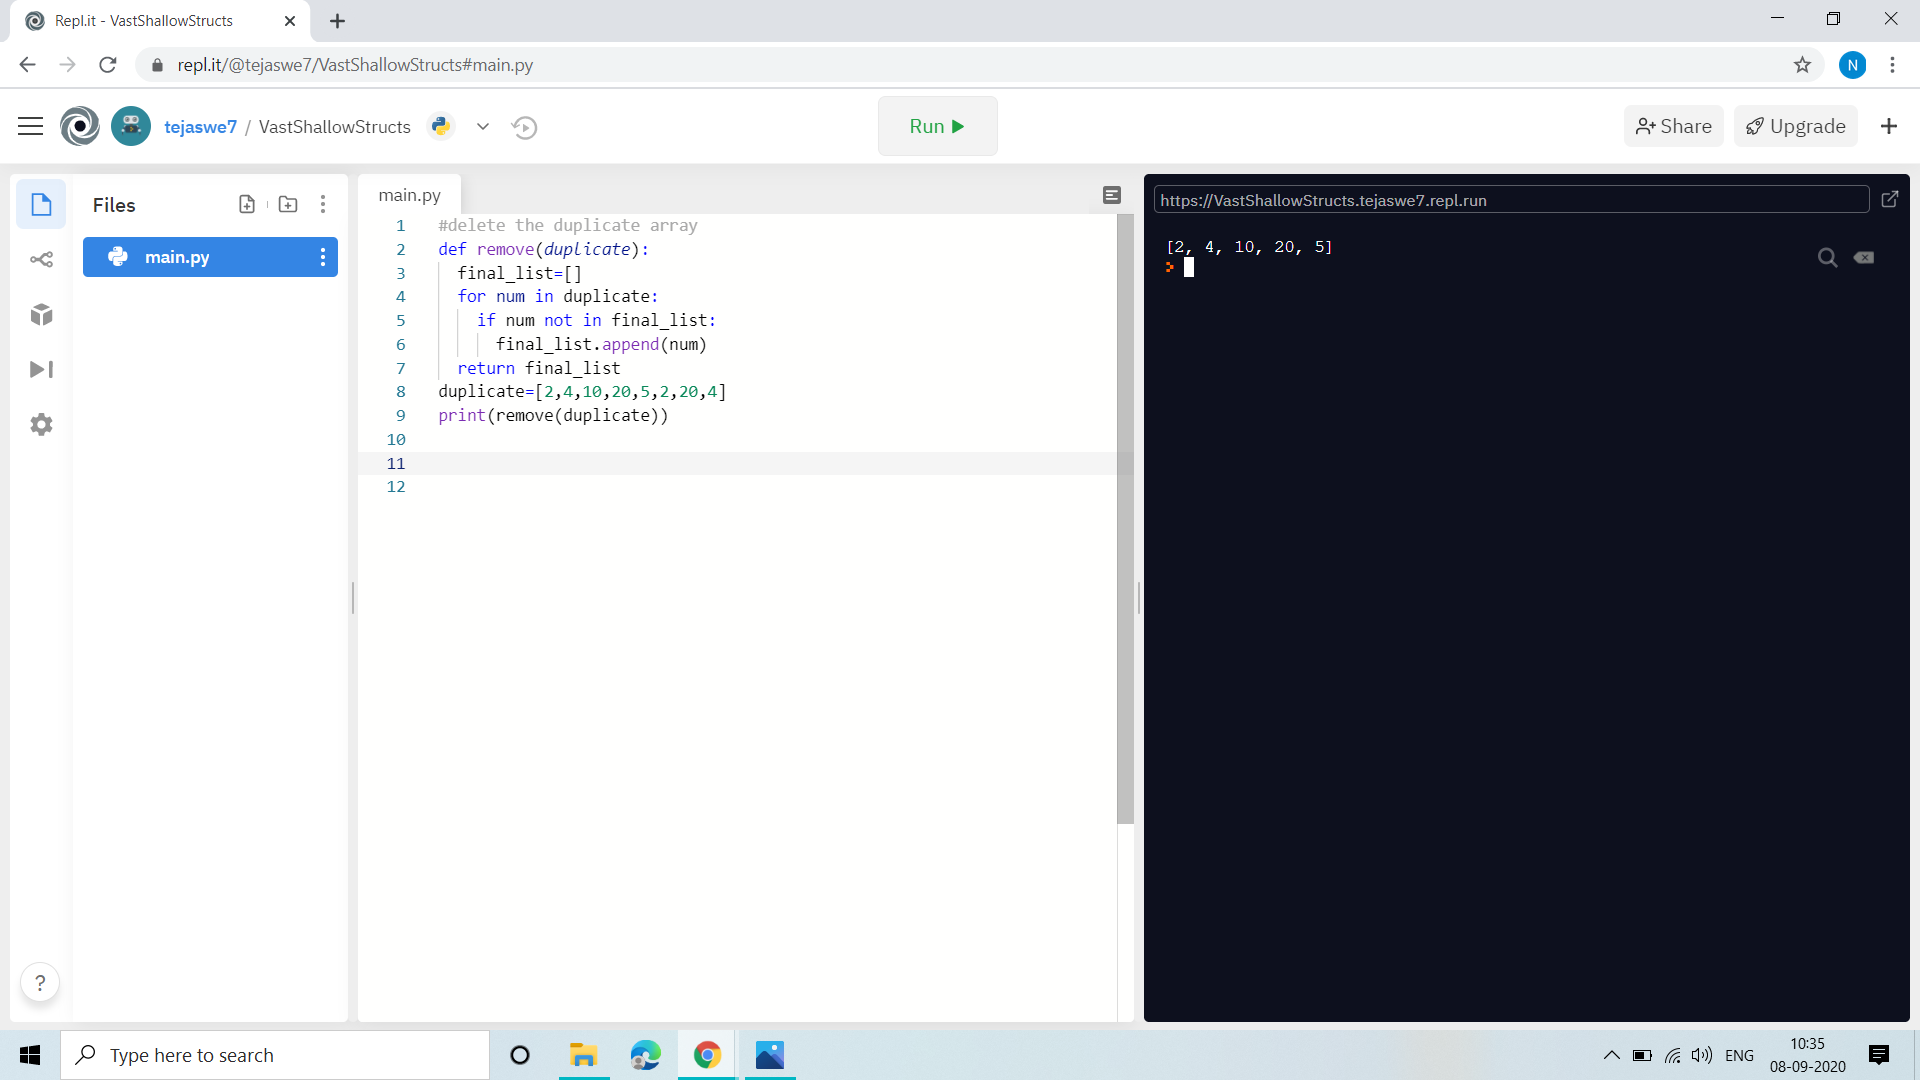 Repl.it - VastShallowStructs
repl.it/@tejaswe7/VastShallowStructs#main.py
N
tejaswe7 / VastShallowStructs
Run
Share
Upgrade
Files
main.py
main.py
1 #delete the duplicate array
2 def remove(duplicate):
3 final_list=[]
4 for num in duplicate:
5 if num not in final_list:
6 final_list.append(num)
7 return final_list
8 duplicate=[2,4,10,20,5,2,20,4]
9 print(remove(duplicate))
10
11
12
https://VastShallowStructs.tejaswe7.repl.run
[2, 4, 10, 20, 5]
>
?
Type here to search
ENG
10:35
08-09-2020